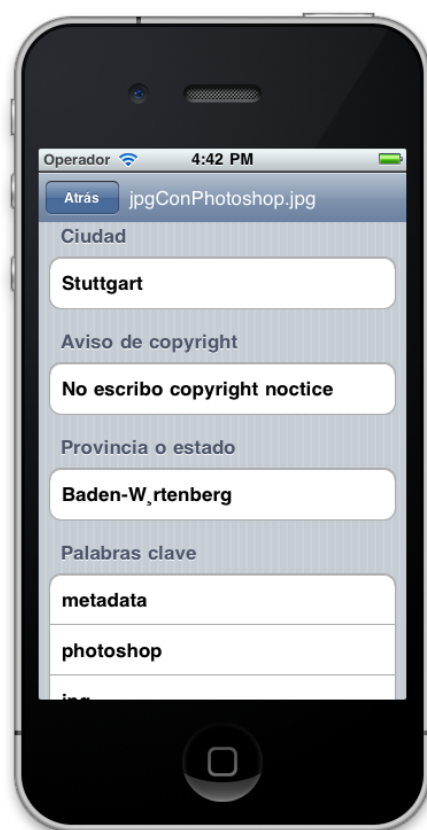 Operador 4:42 PM
Atrás jpgConPhotoshop.jpg
Ciudad
Stuttgart
Aviso de copyright
No escribo copyright noctice
Provincia o estado
Baden-W¸rtenberg
Palabras clave
metadata
photoshop